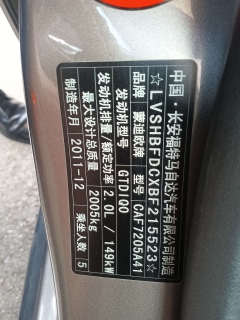 中国·长安福特马自达汽车有限公司制造
☆LVSHBFDCXBF215523☆
品牌 蒙迪欧牌 型号 CAF7205A41
发动机型号 GTDIQ0
发动机排量/额定功率 2.0L / 149kW
最大设计总质量 2005kg
制造年月 2011-12 乘坐人数 5